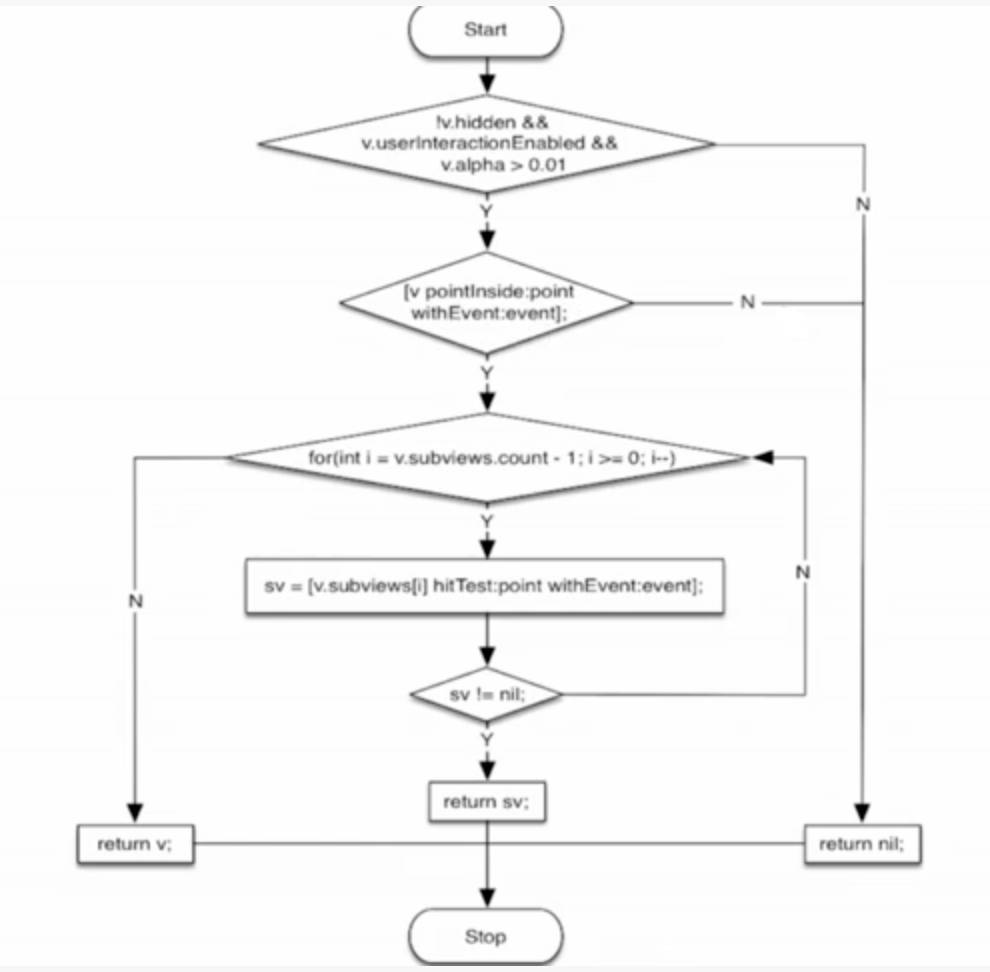 Start
!v.hidden &&
v.userInteractionEnabled &&
v.alpha > 0.01
Y
N
[v pointInside:point
withEvent:event];
N
Y
for(int i = v.subviews.count - 1; i >= 0; i--)
Y
sv = [v.subviews[i] hitTest:point withEvent:event];
N
N
sv != nil;
Y
return sv;
return v;
return nil;
Stop